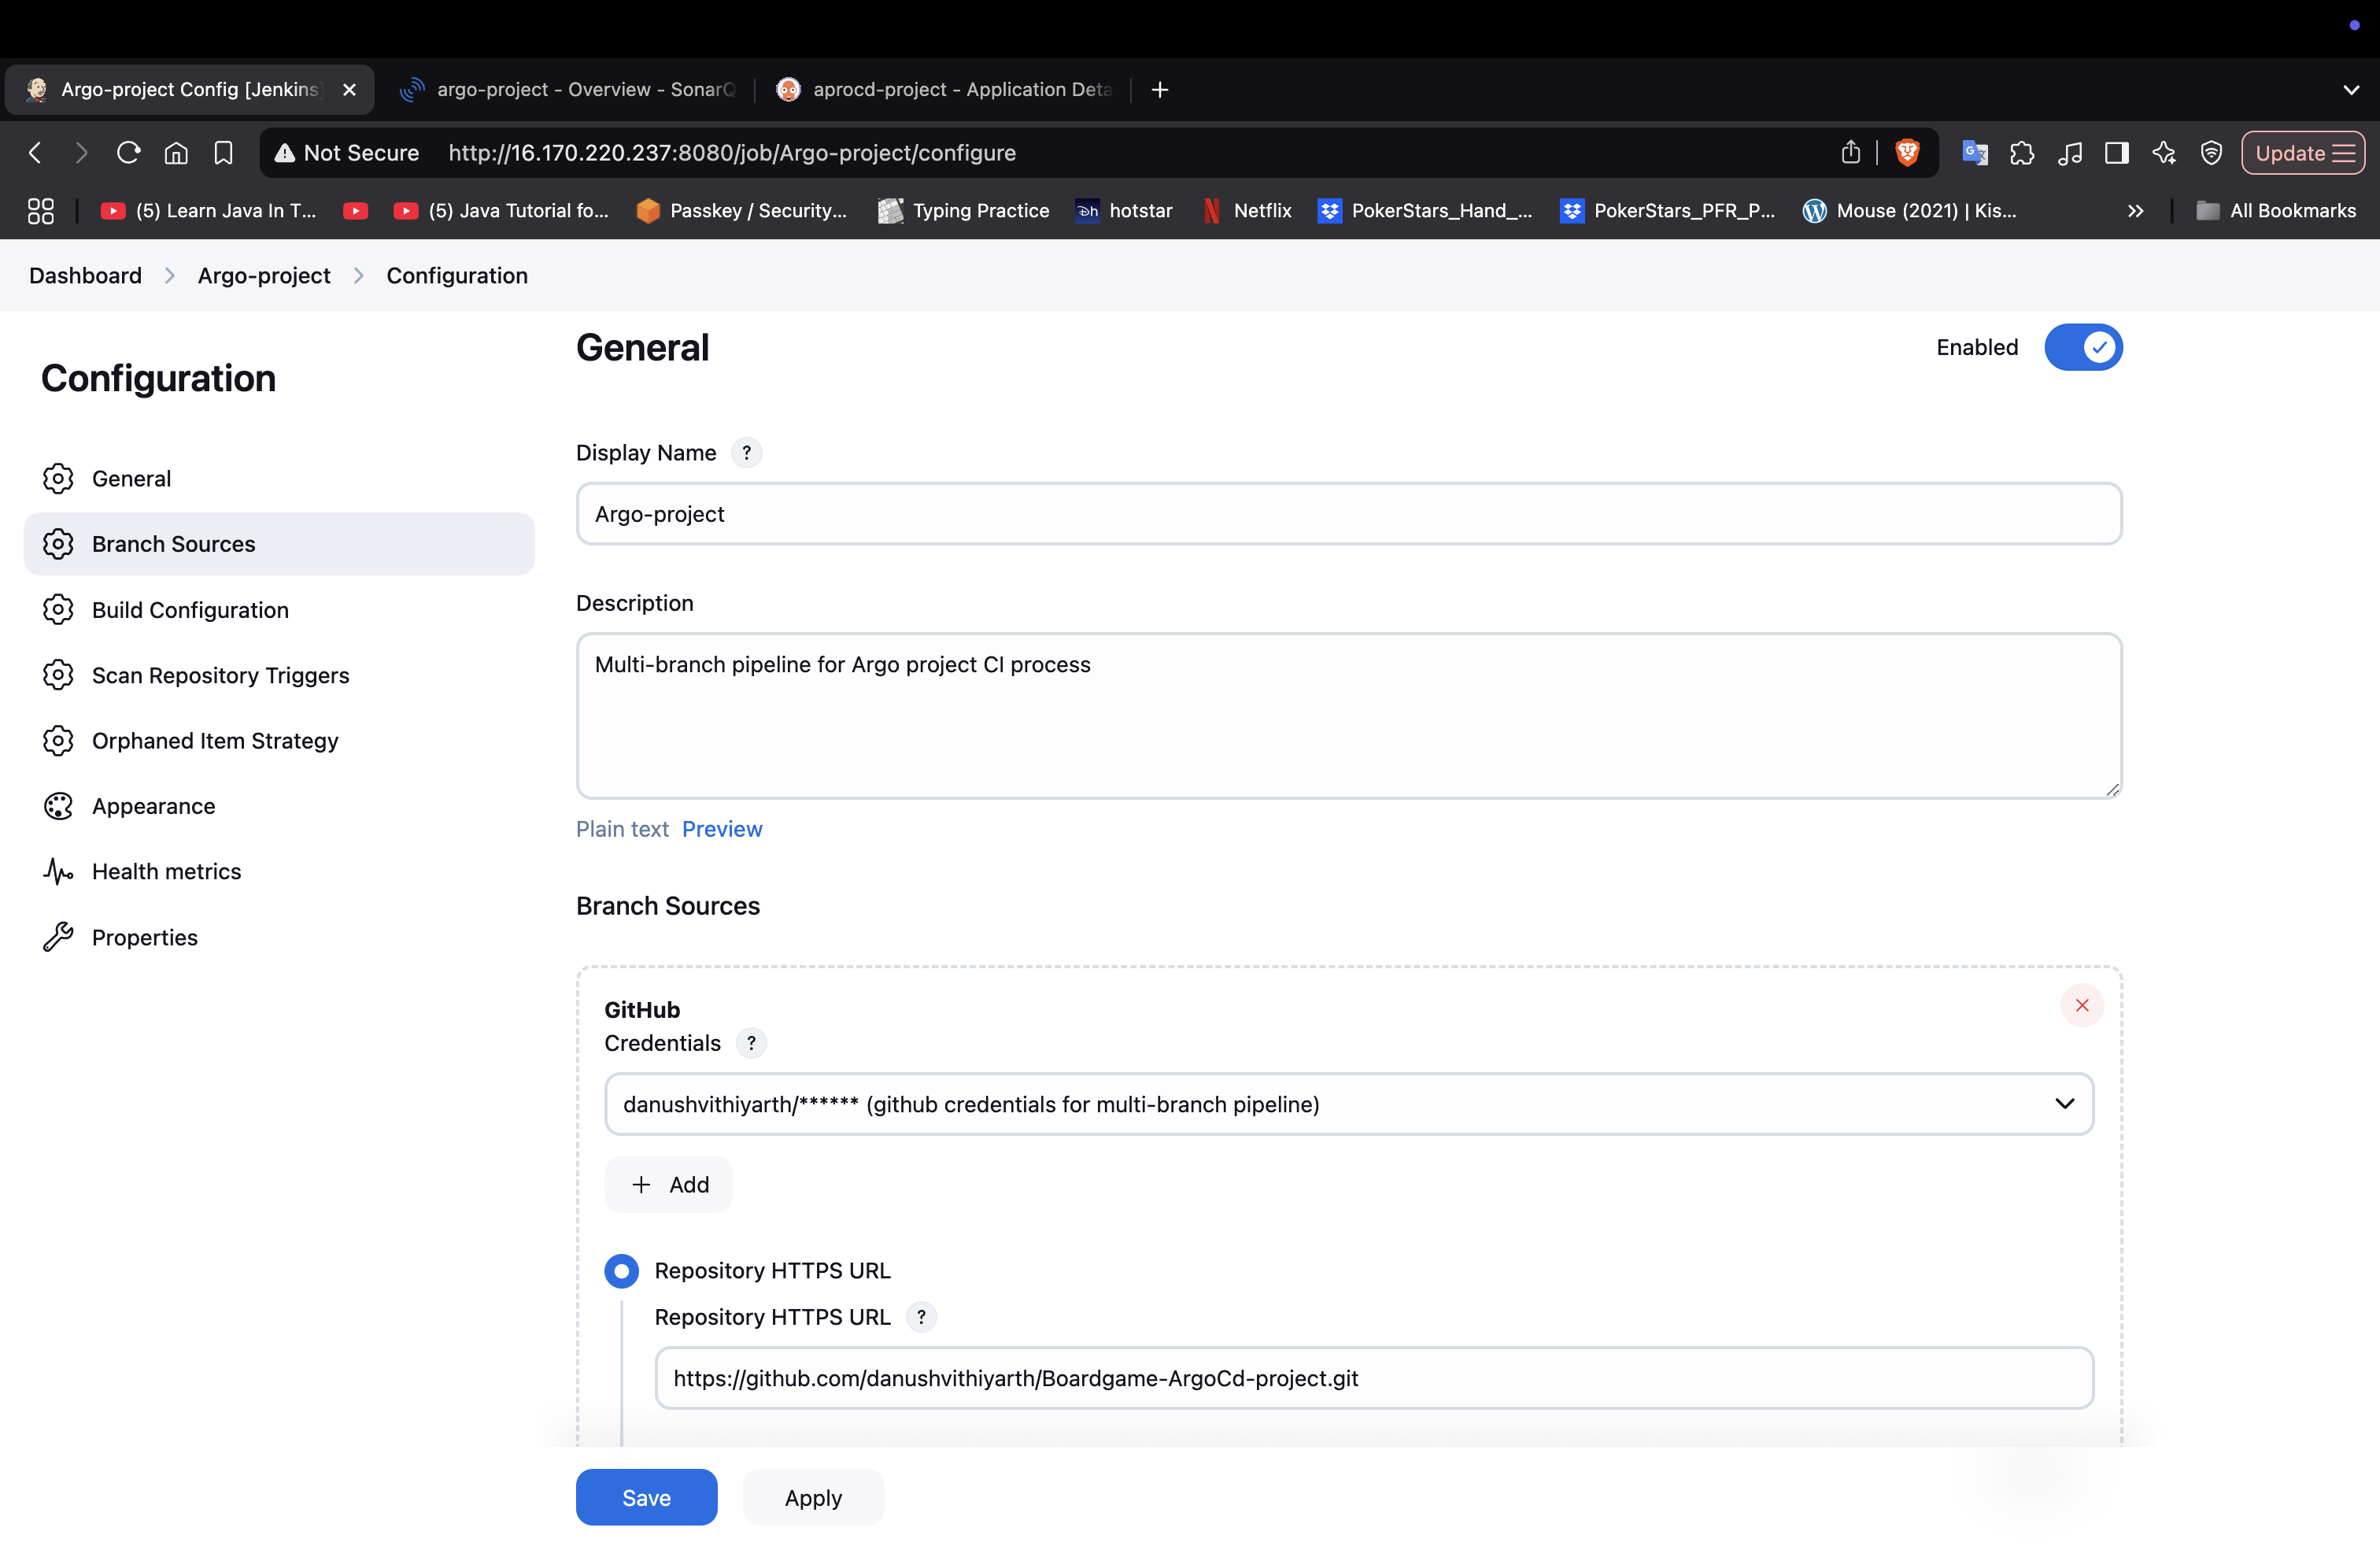 Argo-project Config [Jenkins]
argo-project - Overview - SonarQ
aprocd-project - Application Deta
Not Secure http://16.170.220.237:8080/job/Argo-project/configure
Update
(5) Learn Java In T...
(5) Java Tutorial fo...
Passkey / Security...
Typing Practice
hotstar
Netflix
PokerStars_Hand_...
PokerStars_PFR_P...
Mouse (2021) | Kis...
All Bookmarks
Dashboard
Argo-project
Configuration
Configuration
General
Branch Sources
Build Configuration
Scan Repository Triggers
Orphaned Item Strategy
Appearance
Health metrics
Properties
General
Enabled
Display Name ?
Argo-project
Description
Multi-branch pipeline for Argo project CI process
Plain text Preview
Branch Sources
GitHub
Credentials ?
danushvithiyarth/****** (github credentials for multi-branch pipeline)
+ Add
Repository HTTPS URL
Repository HTTPS URL ?
https://github.com/danushvithiyarth/Boardgame-ArgoCd-project.git
Save
Apply